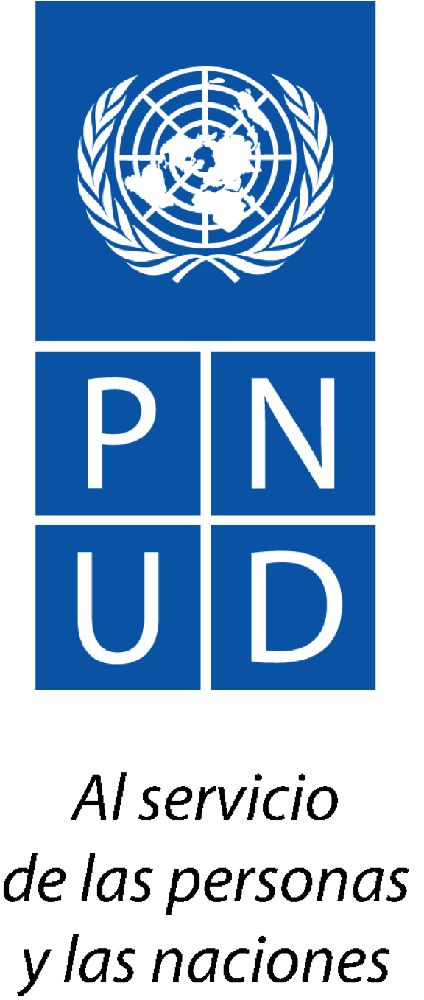 P N
U D
Al servicio
de las personas
y las naciones